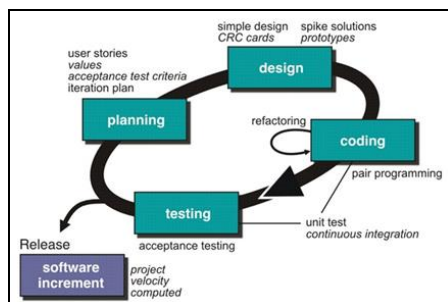 simple design
CRC cards
spike solutions
prototypes
user stories
values
acceptance test criteria
iteration plan
design
planning
refactoring
coding
pair programming
testing
unit test
continuous integration
acceptance testing
Release
software
increment
project
velocity
computed